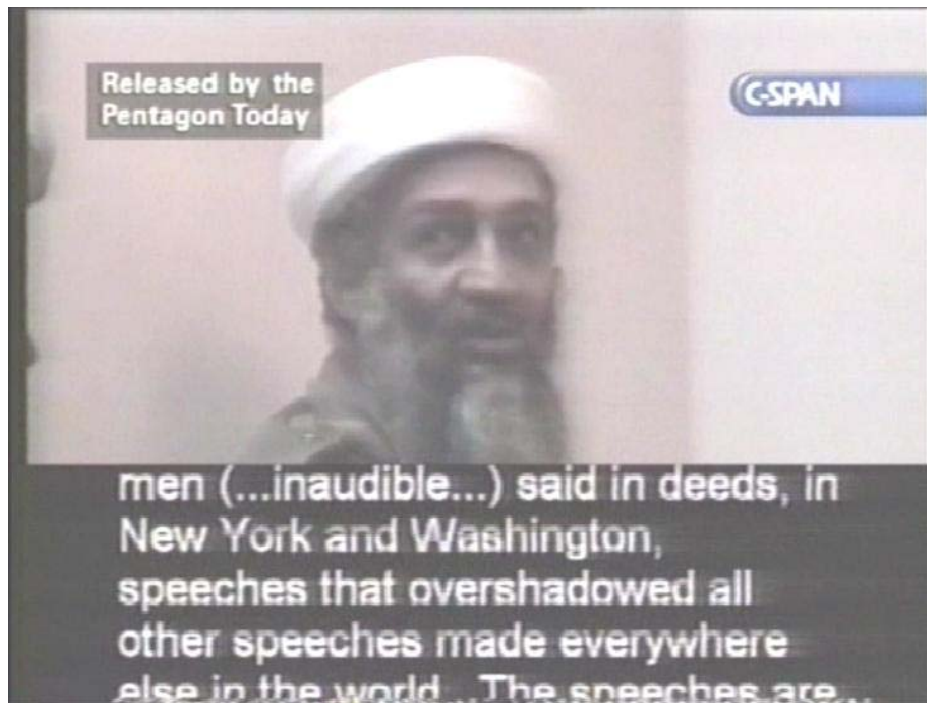 Released by the
Pentagon Today
C-SPAN
men (...inaudible...) said in deeds, in
New York and Washington,
speeches that overshadowed all
other speeches made everywhere
else in the world...The speeches are...